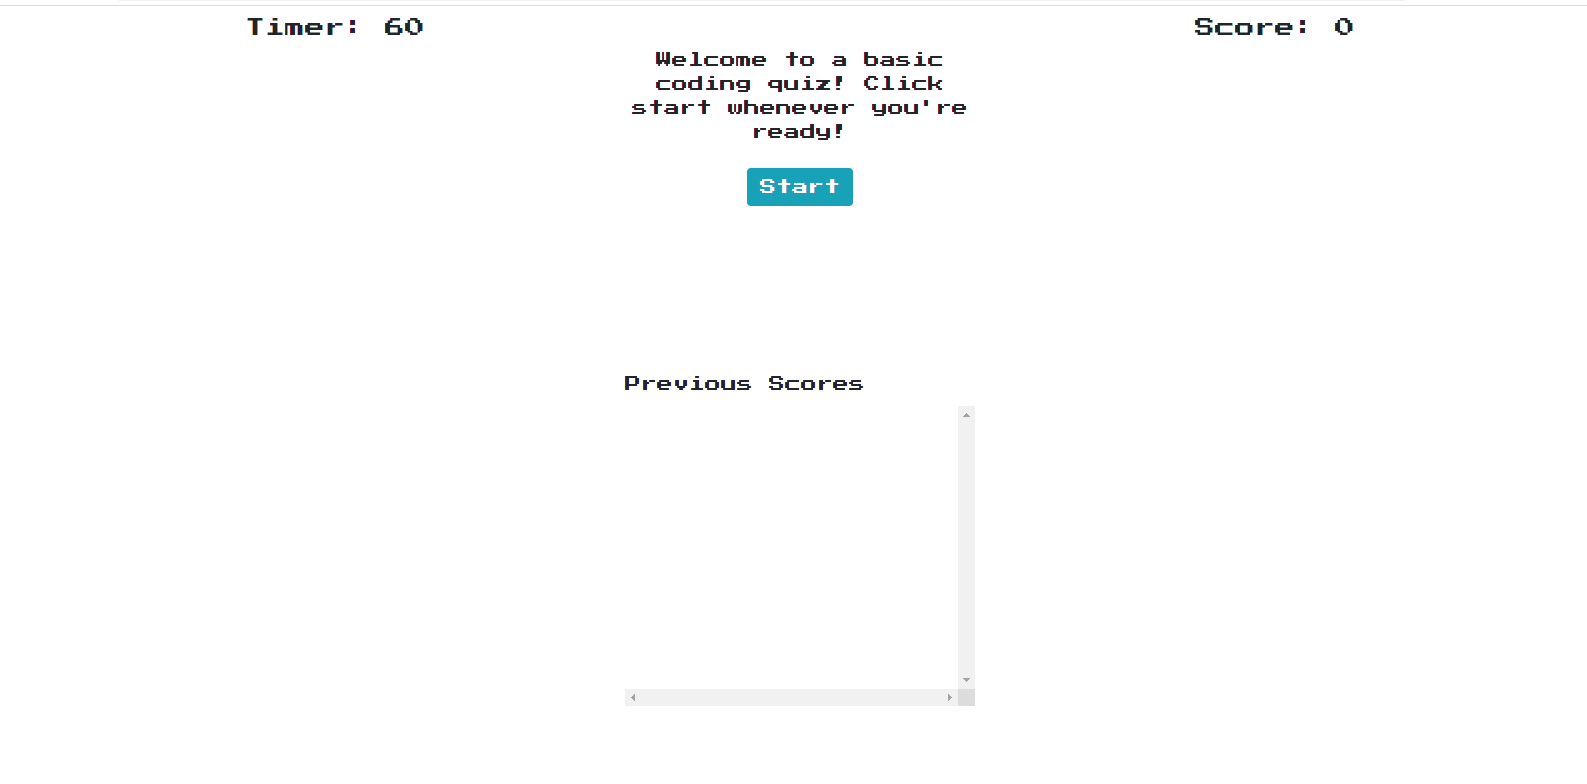 Timer: 60
Score: 0
Welcome to a basic
coding quiz! Click
start whenever you're
ready!
Start
Previous Scores